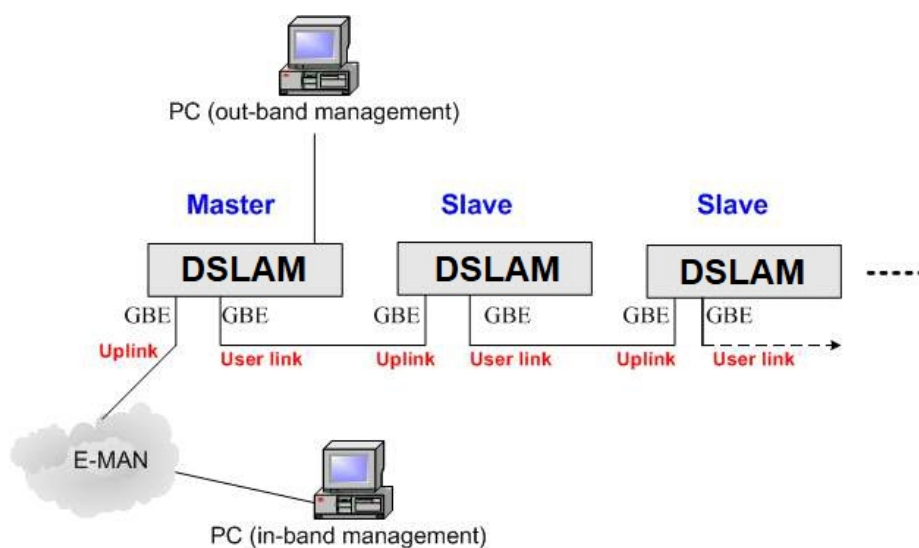 PC (out-band management)
Master Slave Slave
DSLAM DSLAM DSLAM
GBE GBE GBE GBE GBE GBE
Uplink User link Uplink User link Uplink User link
E-MAN
PC (in-band management)